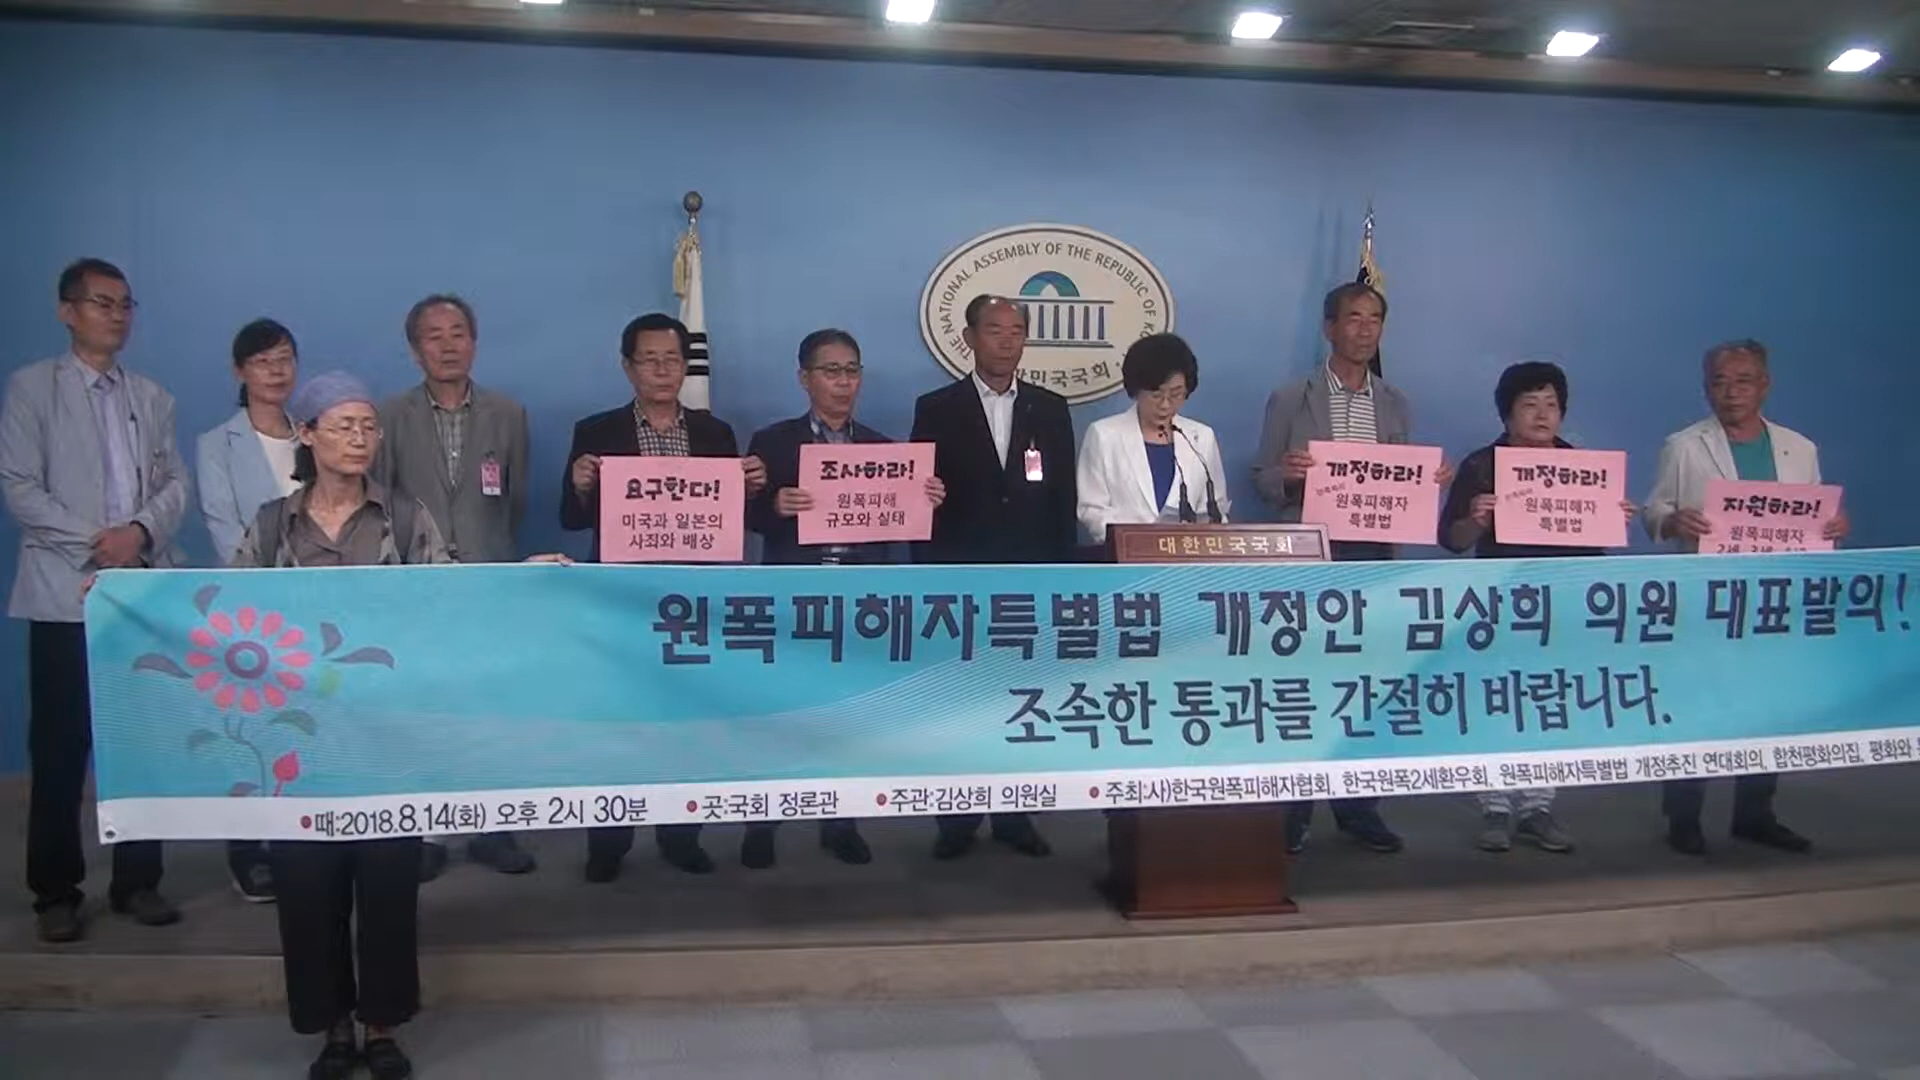 THE NATIONAL ASSEMBLY OF THE REPUBLIC OF
민국국회
요구한다!
미국과 일본의
사죄와 배상
조사하라!
원폭피해
규모와 실태
개정하라!
원폭피해자
특별법
개정하라!
원폭피해자
특별법
지원하라!
원폭피해자
대한민국국회
원폭피해자특별법 개정안 김상희 의원 대표발의!
조속한 통과를 간절히 바랍니다.
•때:2018.8.14(화) 오후 2시 30분 •곳:국회 정론관 •주관:김상희 의원실 •주최:사)한국원폭피해자협회, 한국원폭2세환우회, 원폭피해자특별법 개정추진 연대회의, 합천평화의집, 평화와